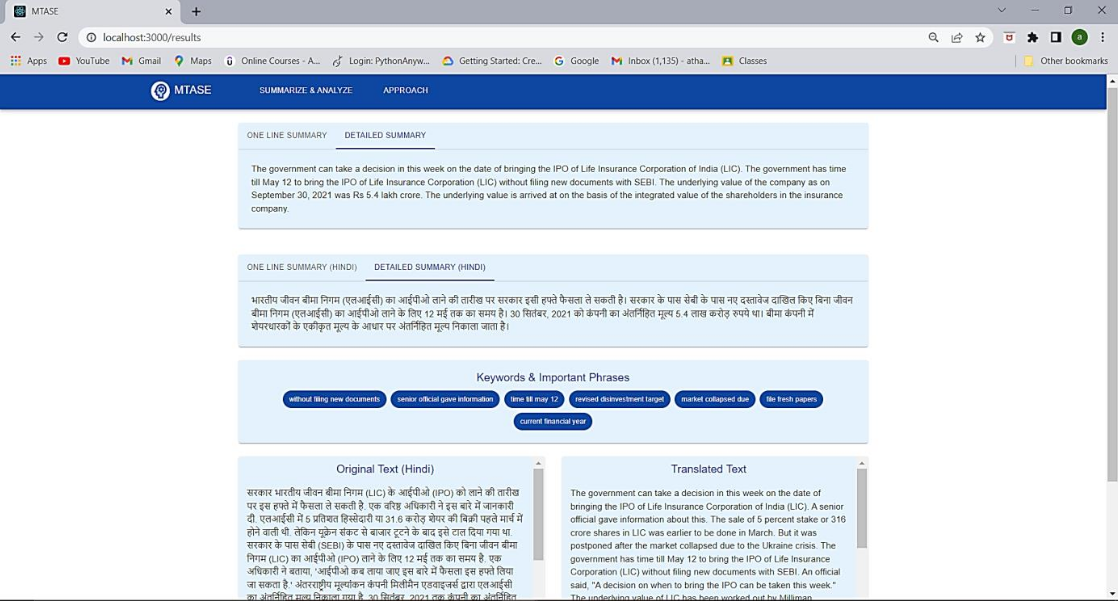 MTASE
localhost:3000/results
Apps YouTube Gmail Maps Online Courses - A... Login: PythonAnyw... Getting Started: Cre... Google Inbox (1,135) - atha... Classes Other bookmarks
MTASE SUMMARIZE & ANALYZE APPROACH
ONE LINE SUMMARY DETAILED SUMMARY
The government can take a decision in this week on the date of bringing the IPO of Life Insurance Corporation of India (LIC). The government has time
till May 12 to bring the IPO of Life Insurance Corporation (LIC) without filing new documents with SEBI. The underlying value of the company as on
September 30, 2021 was Rs 5.4 lakh crore. The underlying value is arrived at on the basis of the integrated value of the shareholders in the insurance
company.
ONE LINE SUMMARY (HINDI) DETAILED SUMMARY (HINDI)
भारतीय जीवन बीमा निगम (एलआईसी) का आईपीओ लाने की तारीख पर सरकार इसी हफ्ते फैसला ले सकती है। सरकार के पास सेबी के पास नए दस्तावेज दाखिल किए बिना जीवन
बीमा निगम (एलआईसी) का आईपीओ लाने के लिए 12 मई तक का समय है। 30 सितंबर, 2021 को कंपनी का अंतर्निहित मूल्य 5.4 लाख करोड़ रुपये था। बीमा कंपनी में
शेयरधारकों के एकीकृत मूल्य के आधार पर अंतर्निहित मूल्य निकाला जाता है।
Keywords & Important Phrases
without filing new documents senior official gave information time till may 12 revised disinvestment target market collapsed due file fresh papers
current financial year
Original Text (Hindi)
सरकार भारतीय जीवन बीमा निगम (LIC) के आईपीओ (IPO) को लाने की तारीख
पर इस हफ्ते में फैसला ले सकती है. एक वरिष्ठ अधिकारी ने इस बारे में जानकारी
दी. एलआईसी में 5 प्रतिशत हिस्सेदारी या 31.6 करोड़ शेयर की बिक्री पहले मार्च में
होने वाली थी. लेकिन यूक्रेन संकट से बाजार टूटने के बाद इसे टाल दिया गया था.
सरकार के पास सेबी (SEBI) के पास नए दस्तावेज दाखिल किए बिना जीवन बीमा
निगम (LIC) का आईपीओ (IPO) लाने के लिए 12 मई तक का समय है. एक
अधिकारी ने बताया, 'आईपीओ कब लाया जाए इस बारे में फैसला इस हफ्ते लिया
जा सकता है.' अंतरराष्ट्रीय मूल्यांकन कंपनी मिलीमैन एडवाइजर्स द्वारा एलआईसी
का अंतर्निहित मूल्य निकाला गया है. 30 सितंबर, 2021 तक कंपनी का अंतर्निहित
Translated Text
The government can take a decision in this week on the date of
bringing the IPO of Life Insurance Corporation of India (LIC). A senior
official gave information about this. The sale of 5 percent stake or 316
crore shares in LIC was earlier to be done in March. But it was
postponed after the market collapsed due to the Ukraine crisis. The
government has time till May 12 to bring the IPO of Life Insurance
Corporation (LIC) without filing new documents with SEBI. An official
said, "A decision on when to bring the IPO can be taken this week."
The underlying value of LIC has been worked out by Milliman